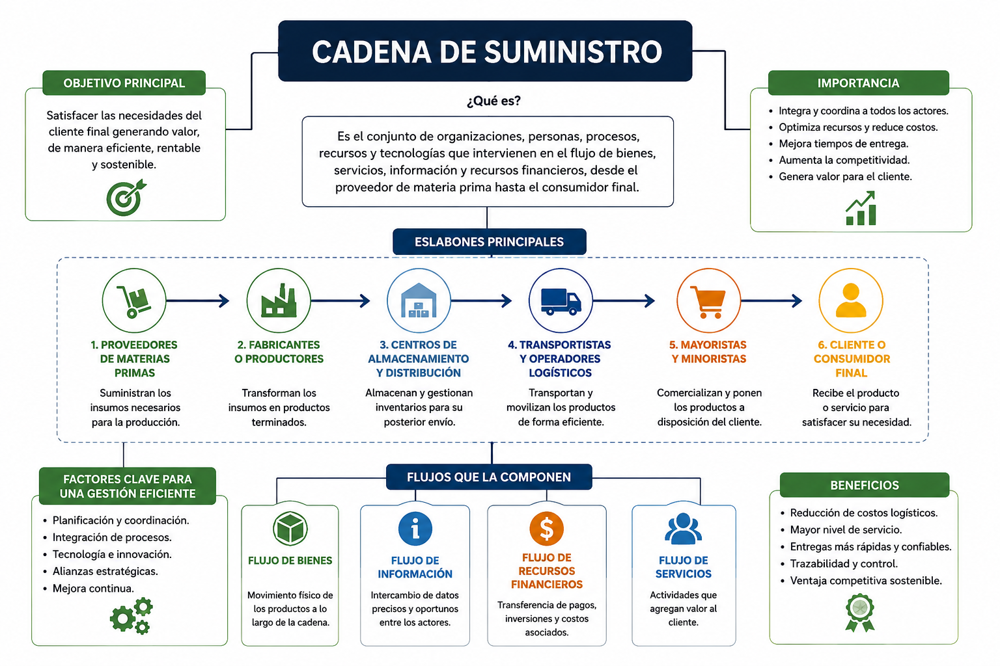 CADENA DE SUMINISTRO
OBJETIVO PRINCIPAL
Satisfacer las necesidades del
cliente final generando valor,
de manera eficiente, rentable
y sostenible.
¿Qué es?
Es el conjunto de organizaciones, personas, procesos,
recursos y tecnologías que intervienen en el flujo de bienes,
servicios, información y recursos financieros, desde el
proveedor de materia prima hasta el consumidor final.
IMPORTANCIA
• Integra y coordina a todos los actores.
• Optimiza recursos y reduce costos.
• Mejora tiempos de entrega.
• Aumenta la competitividad.
• Genera valor para el cliente.
ESLABONES PRINCIPALES
1. PROVEEDORES
DE MATERIAS
PRIMAS
Suministran los
insumos necesarios
para la producción.
2. FABRICANTES
O PRODUCTORES
Transforman los
insumos en productos
terminados.
3. CENTROS DE
ALMACENAMIENTO
Y DISTRIBUCIÓN
Almacenan y gestionan
inventarios para su
posterior envío.
4. TRANSPORTISTAS
Y OPERADORES
LOGÍSTICOS
Transportan y
movilizan los productos
de forma eficiente.
5. MAYORISTAS
Y MINORISTAS
Comercializan y ponen
los productos a
disposición del cliente.
6. CLIENTE O
CONSUMIDOR
FINAL
Recibe el producto
o servicio para
satisfacer su necesidad.
FACTORES CLAVE PARA
UNA GESTIÓN EFICIENTE
• Planificación y coordinación.
• Integración de procesos.
• Tecnología e innovación.
• Alianzas estratégicas.
• Mejora continua.
FLUJOS QUE LA COMPONEN
FLUJO DE BIENES
Movimiento físico de
los productos a lo
largo de la cadena.
FLUJO DE
INFORMACIÓN
Intercambio de datos
precisos y oportunos
entre los actores.
$
FLUJO DE
RECURSOS
FINANCIEROS
Transferencia de pagos,
inversiones y costos
asociados.
FLUJO DE
SERVICIOS
Actividades que
agregan valor al
cliente.
BENEFICIOS
• Reducción de costos logísticos.
• Mayor nivel de servicio.
• Entregas más rápidas y confiables.
• Trazabilidad y control.
• Ventaja competitiva sostenible.